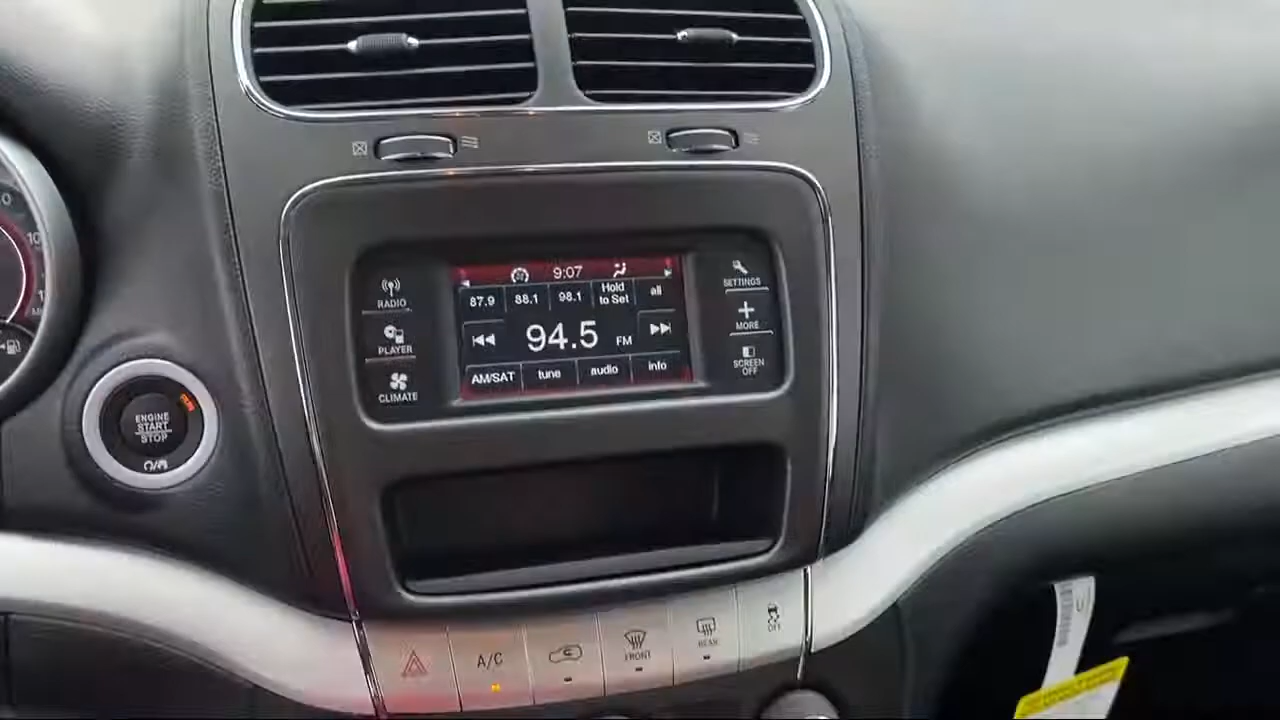 9:07
RADIO
87.9
88.1
98.1
Hold
to Set
all
SETTINGS
PLAYER
94.5
FM
MORE
CLIMATE
AM/SAT
tune
audio
info
SCREEN
OFF
ENGINE
START
STOP
A/C
FRONT
REAR
OFF